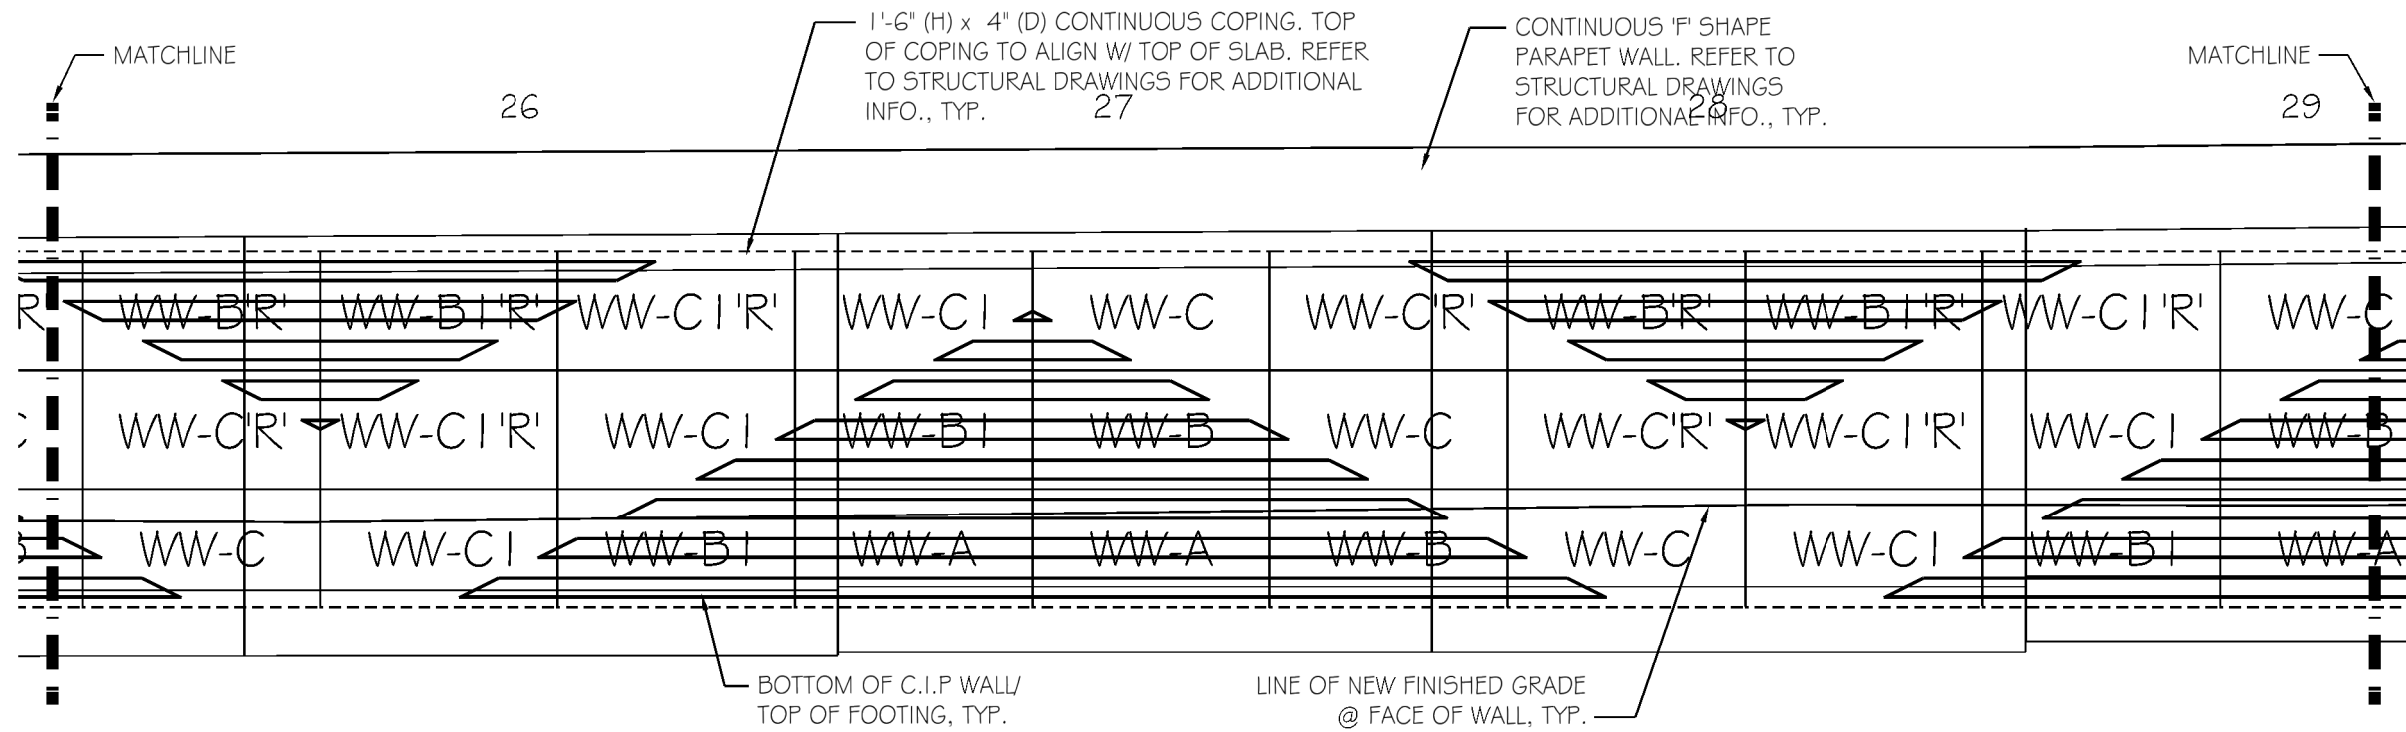 1'-6" (H) x 4" (D) CONTINUOUS COPING. TOP
OF COPING TO ALIGN W/ TOP OF SLAB. REFER
TO STRUCTURAL DRAWINGS FOR ADDITIONAL
INFO., TYP.
CONTINUOUS 'F' SHAPE
PARAPET WALL. REFER TO
STRUCTURAL DRAWINGS
FOR ADDITIONAL INFO., TYP.
MATCHLINE
MATCHLINE
26 27 28 29
'R' WW-B'R' WW-B1'R' WW-C1'R' WW-C1 WW-C WW-C'R' WW-B'R' WW-B1'R' WW-C1'R' WW-C
C WW-C'R' WW-C1'R' WW-C1 WW-B1 WW-B WW-C WW-C'R' WW-C1'R' WW-C1 WW-B
B WW-C WW-C1 WW-B1 WW-A WW-A WW-B WW-C WW-C1 WW-B1 WW-A
BOTTOM OF C.I.P WALL/
TOP OF FOOTING, TYP.
LINE OF NEW FINISHED GRADE
@ FACE OF WALL, TYP.